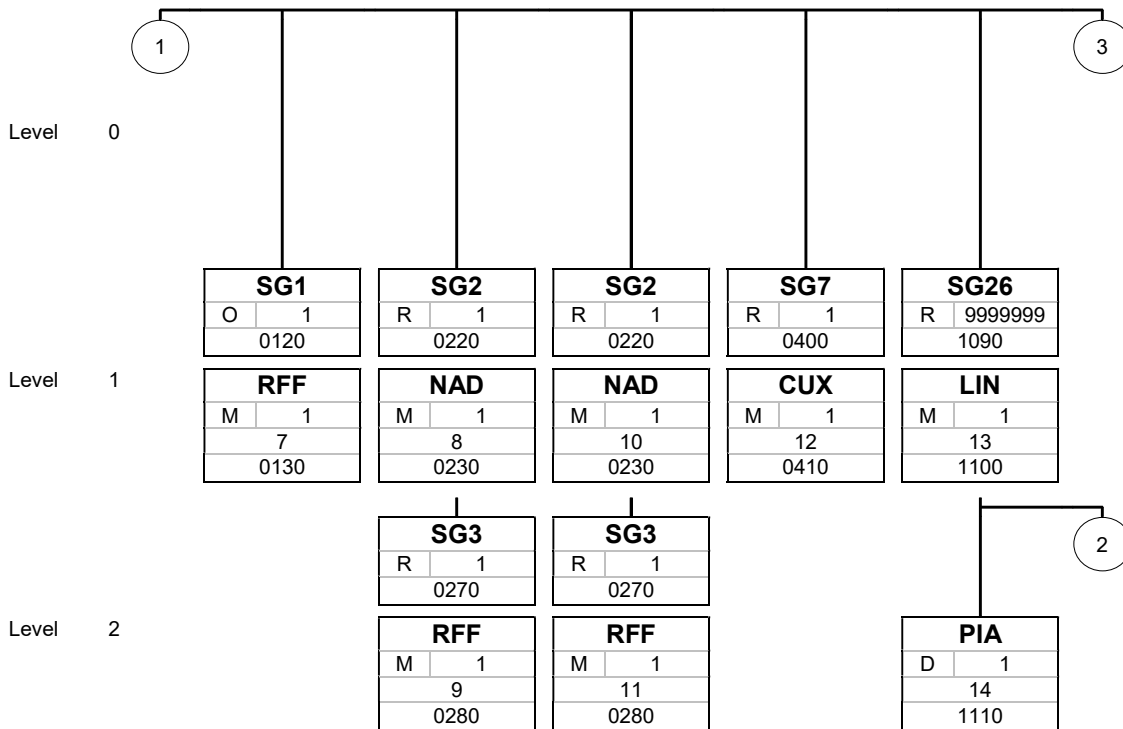 1 3
Level 0
SG1 SG2 SG2 SG7 SG26
O 1 R 1 R 1 R 1 R 9999999
0120 0220 0220 0400 1090
Level 1
RFF NAD NAD CUX LIN
M 1 M 1 M 1 M 1 M 1
7 8 10 12 13
0130 0230 0230 0410 1100
SG3 SG3
R 1 R 1
2
0270 0270
Level 2
RFF RFF PIA
M 1 M 1 D 1
9 11 14
0280 0280 1110